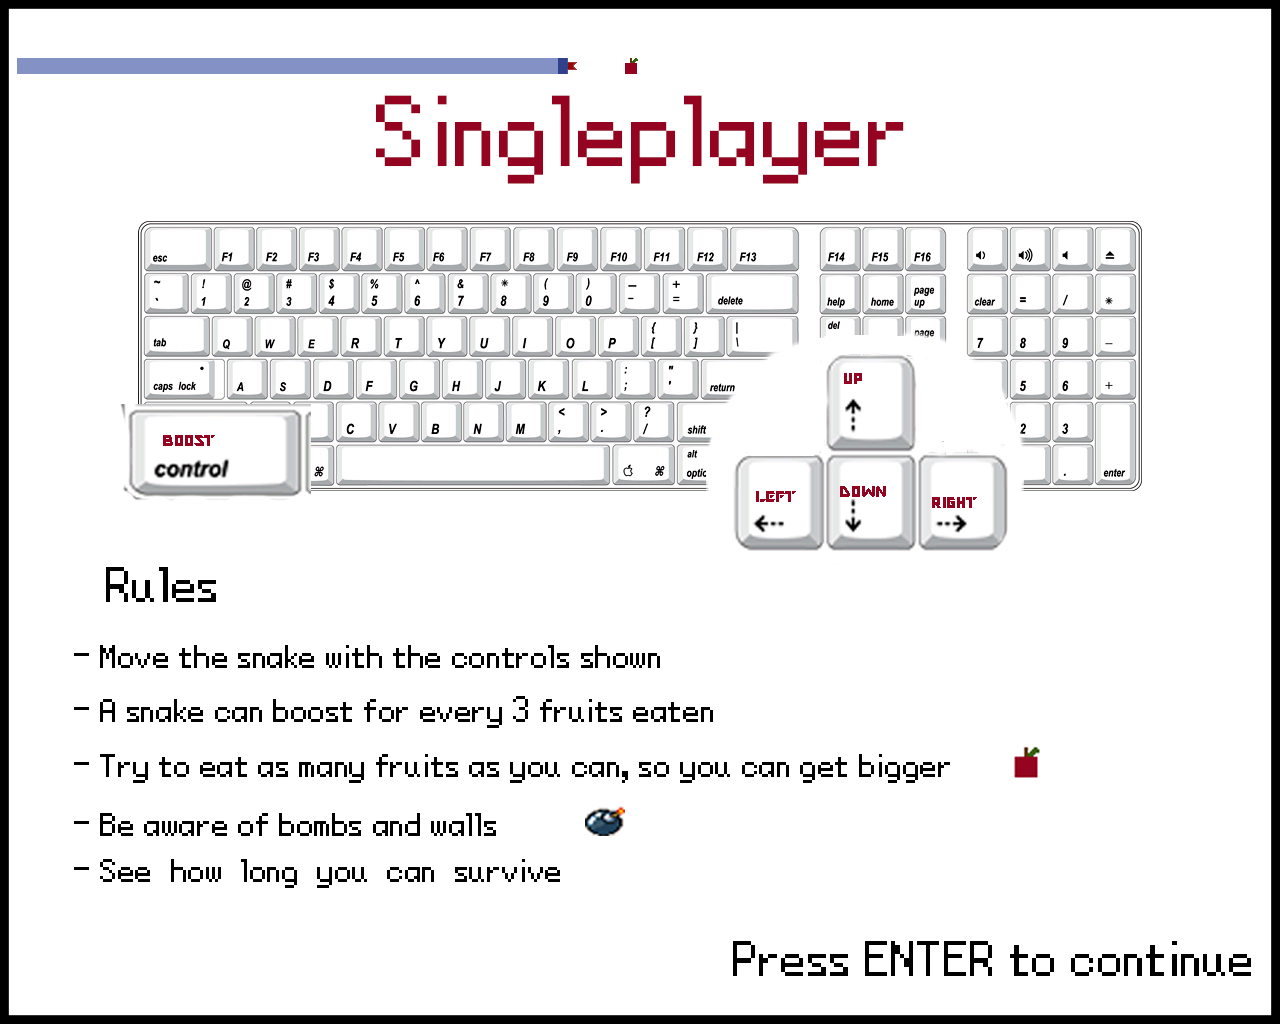 Singleplayer
esc F1 F2 F3 F4 F5 F6 F7 F8 F9 F10 F11 F12 F13 F14 F15 F16
~ ` ! 1 @ 2 # 3 $ 4 % 5 ^ 6 & 7 * 8 ( 9 ) 0 — - + = delete help home page up clear = / *
tab Q W E R T Y U I O P { [ } ] | \ del page 7 8 9 -
caps lock A S D F G H J K L : ; " ' return 5 6 +
C V B N M < , > . ? / shift 2 3
⌘ ⌘ alt . enter
BOOST
control
UP
LEFT DOWN RIGHT
Rules
- Move the snake with the controls shown
- A snake can boost for every 3 fruits eaten
- Try to eat as many fruits as you can, so you can get bigger
- Be aware of bombs and walls
- See how long you can survive
Press ENTER to continue